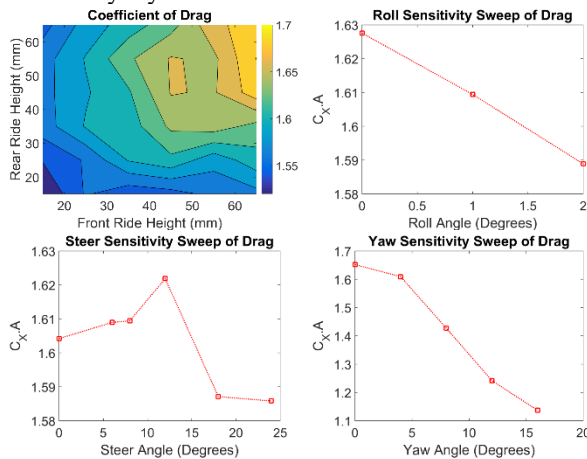 Coefficient of Drag
Rear Ride Height (mm)
60
50
40
30
20
20 30 40 50 60
Front Ride Height (mm)
1.7
1.65
1.6
1.55
Roll Sensitivity Sweep of Drag
C_X.A
1.63
1.62
1.61
1.6
1.59
1.58
0 0.5 1 1.5 2
Roll Angle (Degrees)
Steer Sensitivity Sweep of Drag
C_X.A
1.63
1.62
1.61
1.6
1.59
1.58
0 5 10 15 20 25
Steer Angle (Degrees)
Yaw Sensitivity Sweep of Drag
C_X.A
1.7
1.6
1.5
1.4
1.3
1.2
1.1
0 5 10 15 20
Yaw Angle (Degrees)